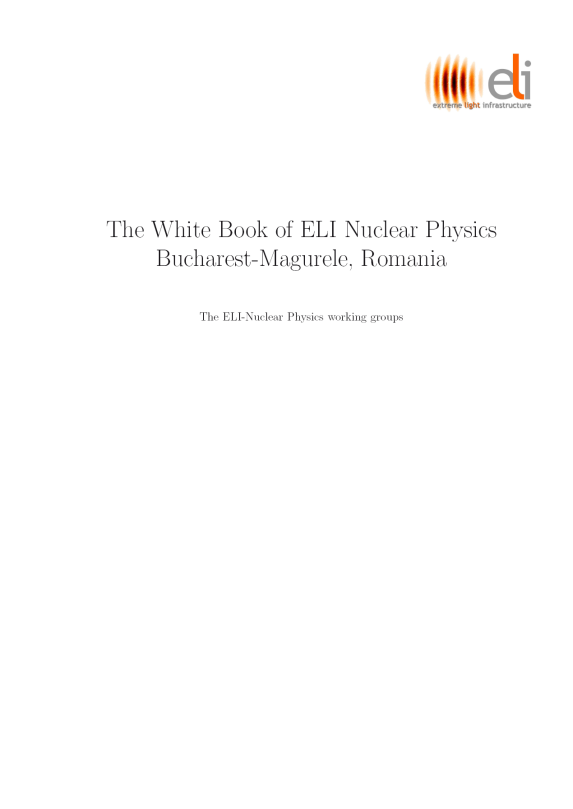 eli
extreme light infrastructure
The White Book of ELI Nuclear Physics
Bucharest-Magurele, Romania
The ELI-Nuclear Physics working groups